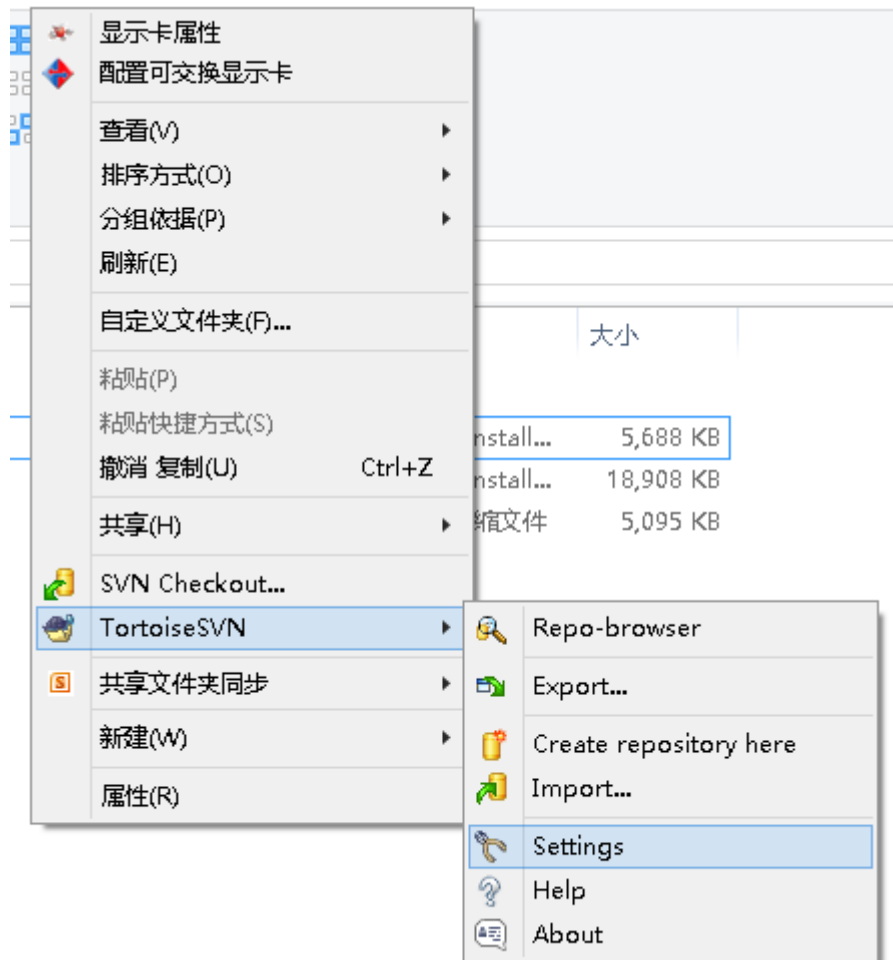 显示卡属性
配置可交换显示卡
查看(V)
排序方式(O)
分组依据(P)
刷新(E)
自定义文件夹(F)...
粘贴(P)
粘贴快捷方式(S)
撤消 复制(U) Ctrl+Z
共享(H)
SVN Checkout...
TortoiseSVN
共享文件夹同步
新建(W)
属性(R)
大小
nstall... 5,688 KB
nstall... 18,908 KB
缩文件 5,095 KB
Repo-browser
Export...
Create repository here
Import...
Settings
Help
About